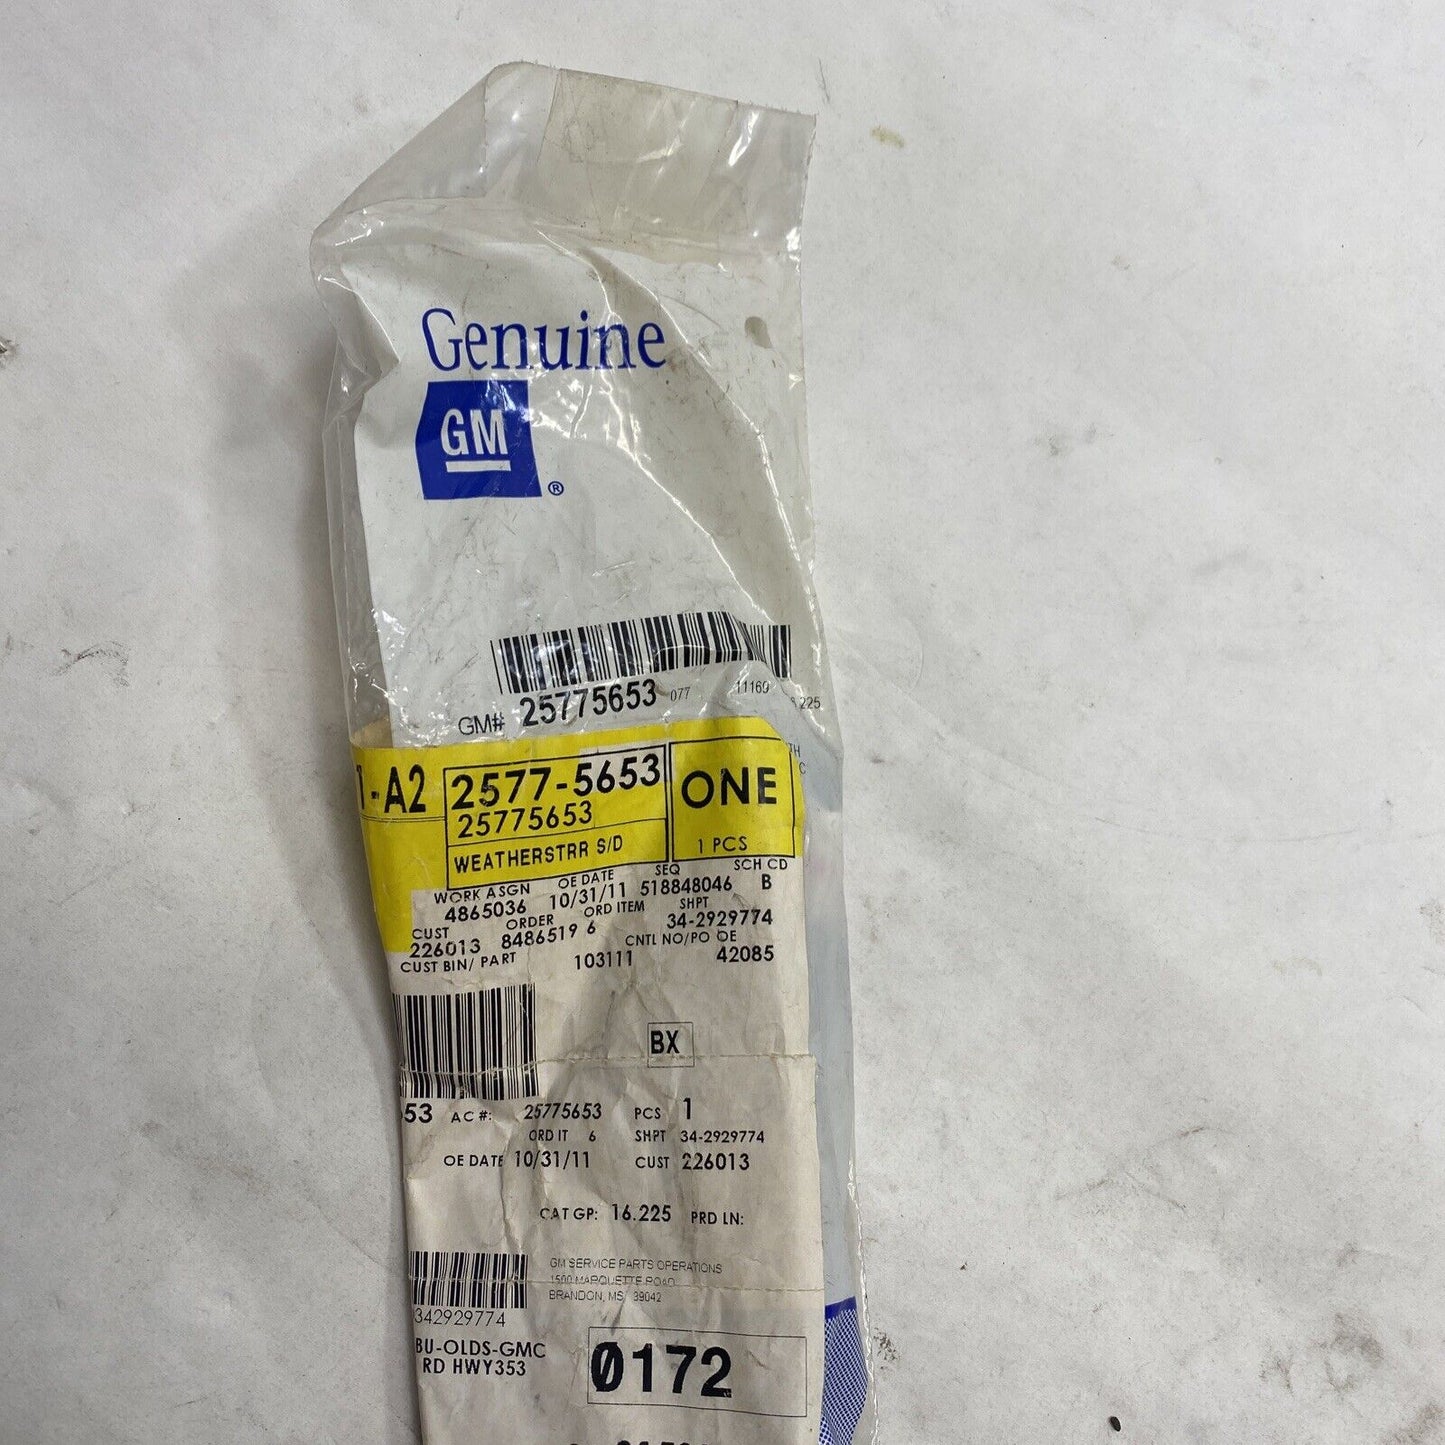 Genuine
GM
®
GM# 25775653 077 11160 225
1-A2 2577-5653 ONE
25775653
WEATHERSTRR S/D 1 PCS
WORK ASGN OE DATE SEQ SCH CD
4865036 10/31/11 518848046 B
CUST ORDER ORD ITEM SHPT
226013 8486519 6 34-2929774
CUST BIN/ PART CNTL NO/PO OE
103111 42085
BX
53 AC#: 25775653 PCS 1
ORD IT 6 SHPT 34-2929774
OE DATE 10/31/11 CUST 226013
CAT GP: 16.225 PRD LN:
GM SERVICE PARTS OPERATIONS
1500 MARQUETTE ROAD
BRANDON, MS 39042
342929774
BU-OLDS-GMC
RD HWY353
0172